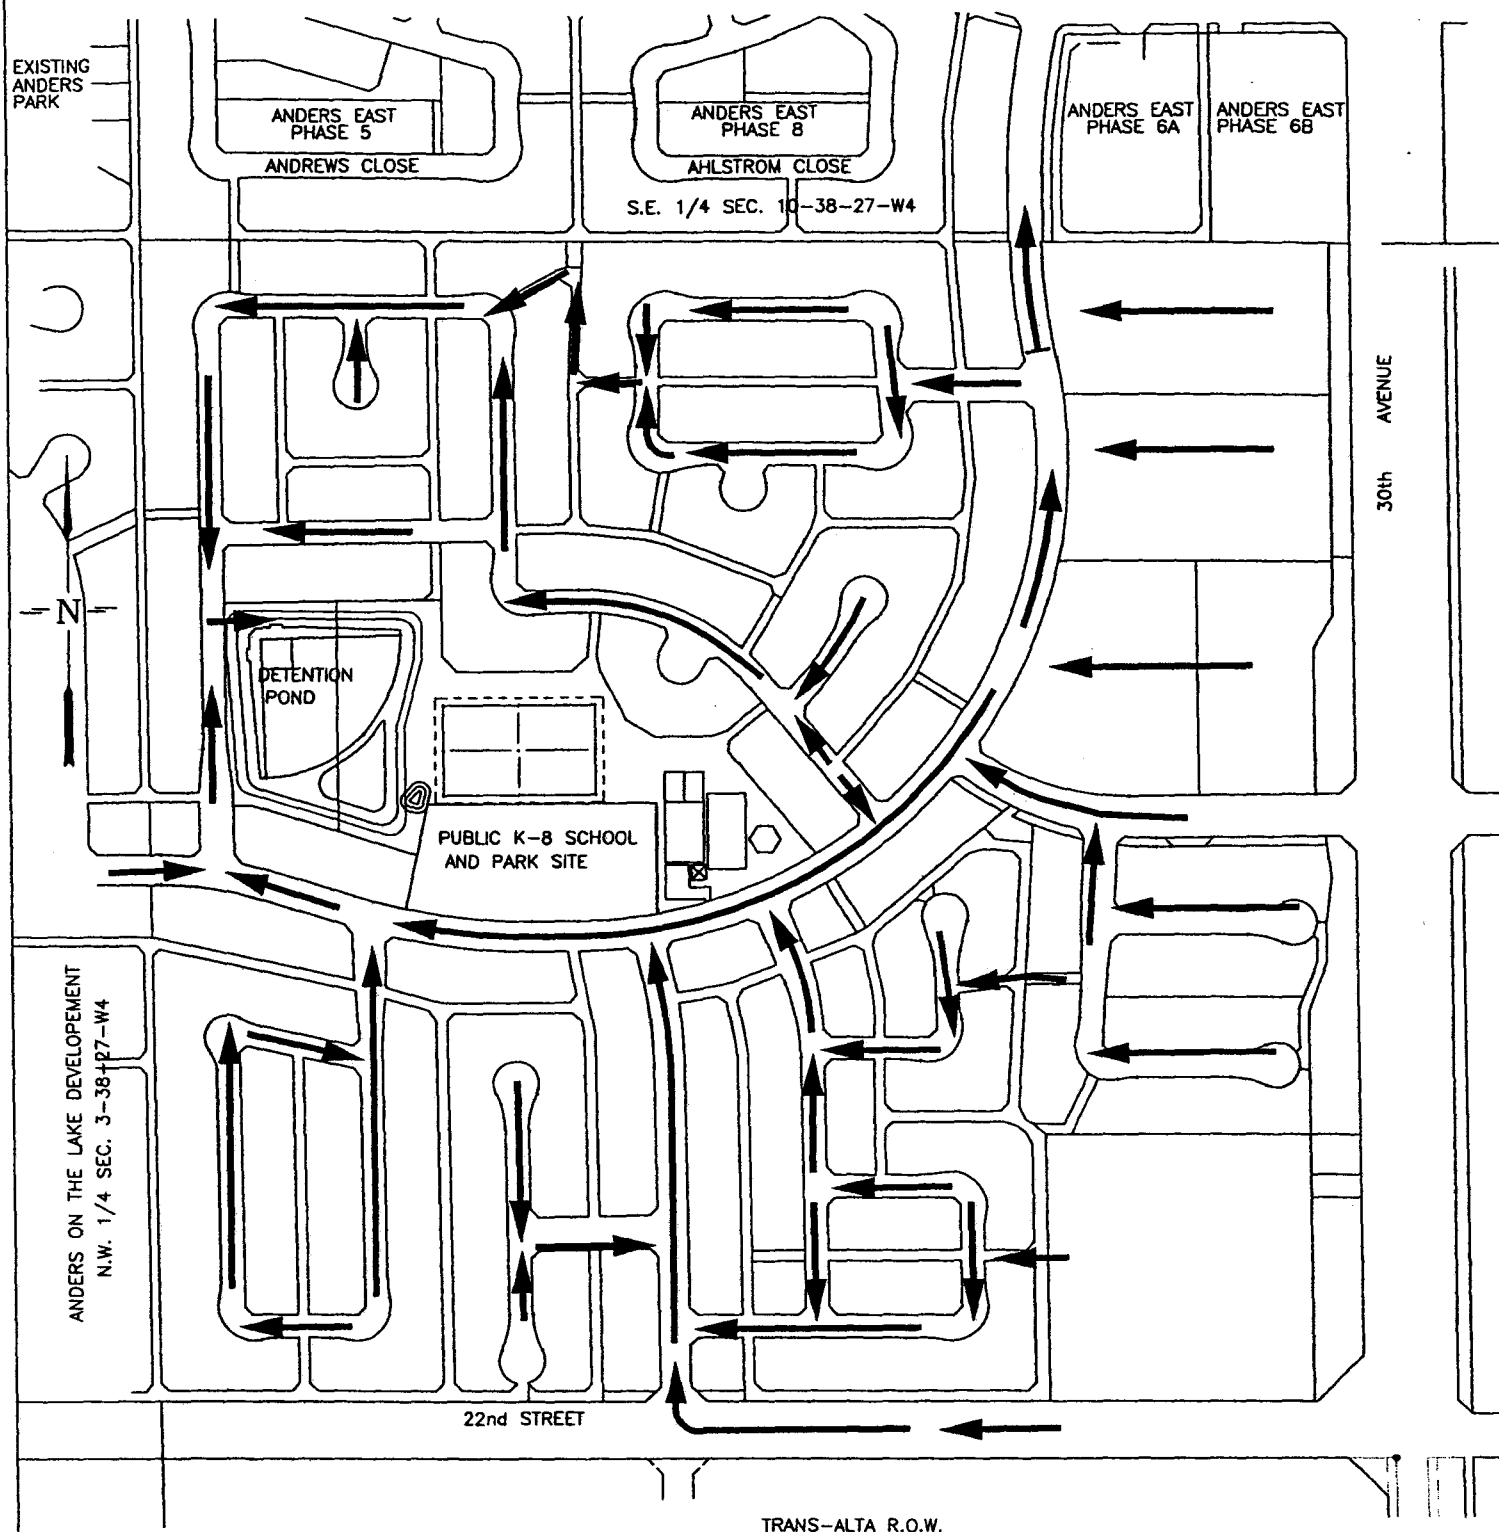 EXISTING
ANDERS
PARK
ANDERS EAST
PHASE 5
ANDREWS CLOSE
ANDERS EAST
PHASE 8
AHLSTROM CLOSE
ANDERS EAST
PHASE 6A
ANDERS EAST
PHASE 6B
S.E. 1/4 SEC. 10-38-27-W4
30th AVENUE
N
DETENTION
POND
PUBLIC K-8 SCHOOL
AND PARK SITE
ANDERS ON THE LAKE DEVELOPEMENT
N.W. 1/4 SEC. 3-38-27-W4
22nd STREET
TRANS-ALTA R.O.W.